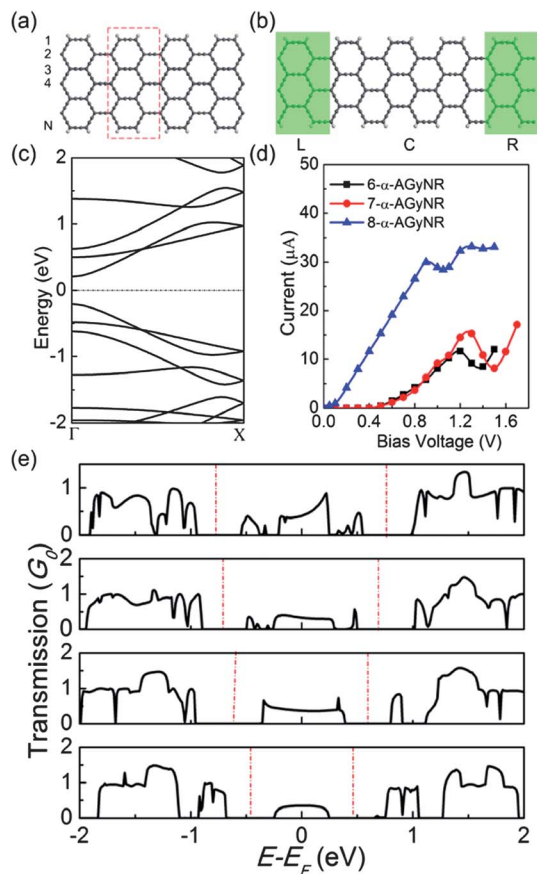 (a)
1
2
3
4
N
(b)
L C R
(c)
2
1
0
-1
-2
Energy (eV)
Γ X
(d)
50
40
30
20
10
0
Current (μA)
6-α-AGyNR
7-α-AGyNR
8-α-AGyNR
0.0 0.4 0.8 1.2 1.6
Bias Voltage (V)
(e)
Transmission (G0)
1
0
2
1
0
2
1
0
2
1
0
-2 -1 0 1 2
E-EF (eV)